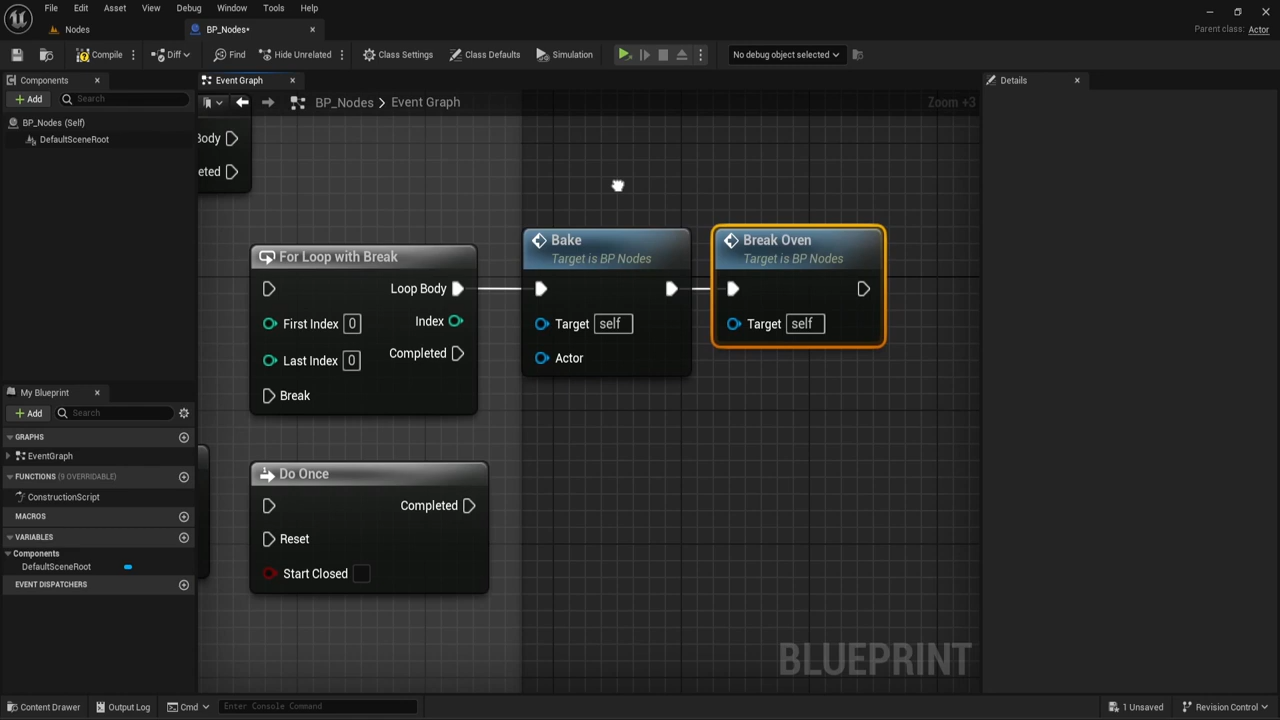 File Edit Asset View Debug Window Tools Help
Nodes
BP_Nodes*
Parent class: Actor
Compile
Diff
Find
Hide Unrelated
Class Settings
Class Defaults
Simulation
No debug object selected
Components
Add
Search
BP_Nodes (Self)
DefaultSceneRoot
My Blueprint
Add
Search
GRAPHS
EventGraph
FUNCTIONS (9 OVERRIDABLE)
ConstructionScript
MACROS
VARIABLES
Components
DefaultSceneRoot
EVENT DISPATCHERS
Event Graph
BP_Nodes > Event Graph
Zoom +3
Body
eted
For Loop with Break
Loop Body
First Index 0
Index
Last Index 0
Completed
Break
Do Once
Completed
Reset
Start Closed
Bake
Target is BP Nodes
Target self
Actor
Break Oven
Target is BP Nodes
Target self
BLUEPRINT
Details
Content Drawer
Output Log
Cmd
Enter Console Command
1 Unsaved
Revision Control